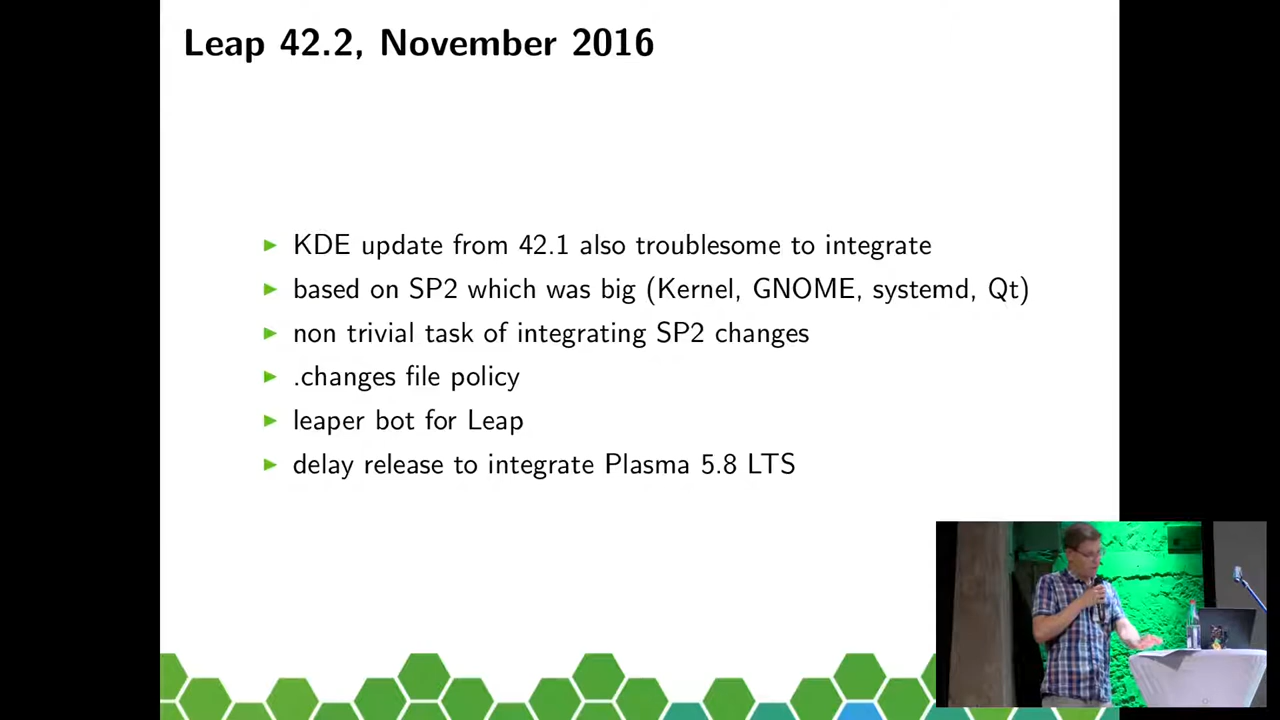 Leap 42.2, November 2016
KDE update from 42.1 also troublesome to integrate
based on SP2 which was big (Kernel, GNOME, systemd, Qt)
non trivial task of integrating SP2 changes
.changes file policy
leaper bot for Leap
delay release to integrate Plasma 5.8 LTS